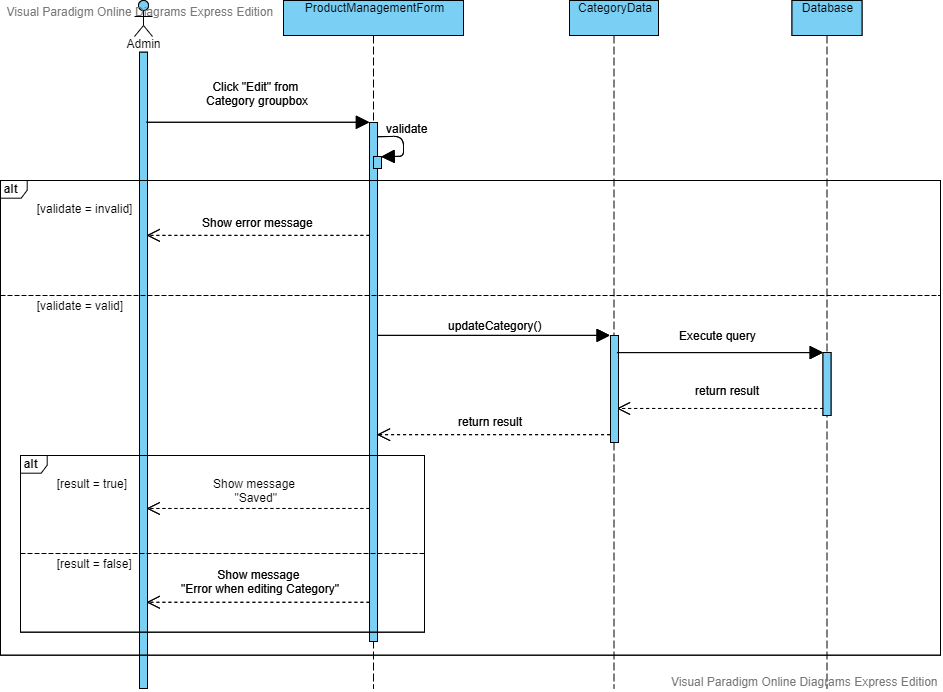 Visual Paradigm Online Diagrams Express Edition
ProductManagementForm
CategoryData
Database
Admin
Click "Edit" from
Category groupbox
validate
alt
[validate = invalid]
Show error message
[validate = valid]
updateCategory()
Execute query
return result
return result
alt
[result = true]
Show message
"Saved"
[result = false]
Show message
"Error when editing Category"
Visual Paradigm Online Diagrams Express Edition